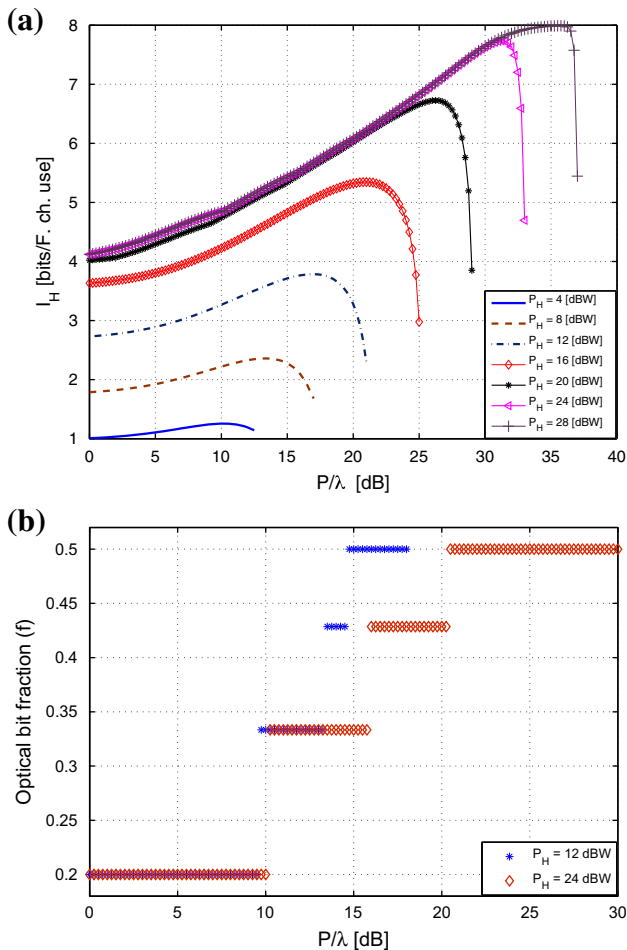 (a)
8
7
6
5
4
3
2
1
I_H [bits/F. ch. use]
P_H = 4 [dBW]
P_H = 8 [dBW]
P_H = 12 [dBW]
P_H = 16 [dBW]
P_H = 20 [dBW]
P_H = 24 [dBW]
P_H = 28 [dBW]
0 5 10 15 20 25 30 35 40
P/λ [dB]
(b)
0.5
0.45
0.4
0.35
0.3
0.25
0.2
Optical bit fraction (f)
P_H = 12 dBW
P_H = 24 dBW
0 5 10 15 20 25 30
P/λ [dB]